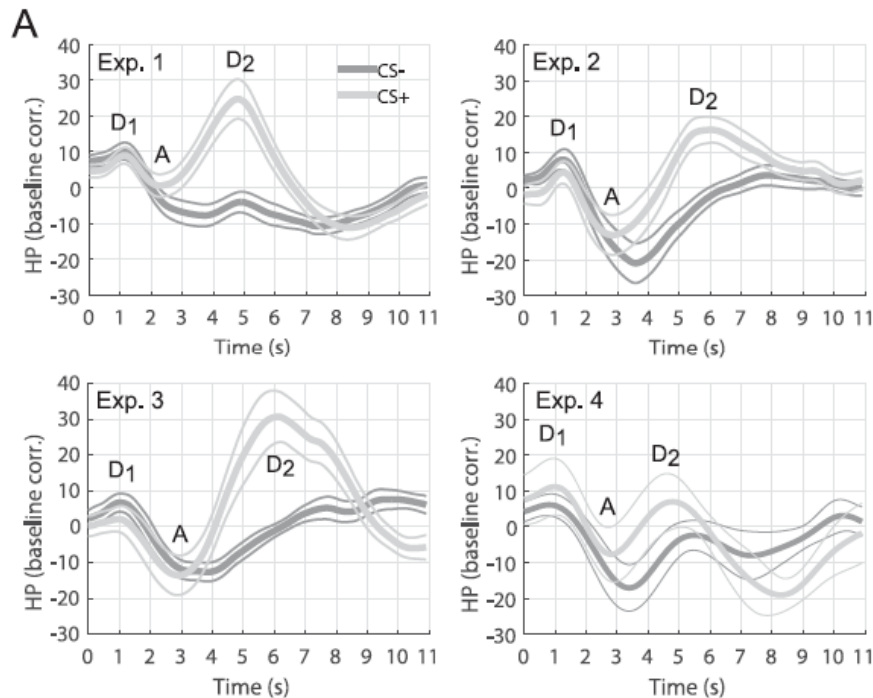 A
Exp. 1
D2
CS-
CS+
D1
A
HP (baseline corr.)
40
30
20
10
0
-10
-20
-30
0 1 2 3 4 5 6 7 8 9 10 11
Time (s)
Exp. 2
D2
D1
A
HP (baseline corr.)
40
30
20
10
0
-10
-20
-30
0 1 2 3 4 5 6 7 8 9 10 11
Time (s)
Exp. 3
D1
A
D2
HP (baseline corr.)
40
30
20
10
0
-10
-20
-30
0 1 2 3 4 5 6 7 8 9 10 11
Time (s)
Exp. 4
D1
D2
A
HP (baseline corr.)
40
30
20
10
0
-10
-20
-30
0 1 2 3 4 5 6 7 8 9 10 11
Time (s)